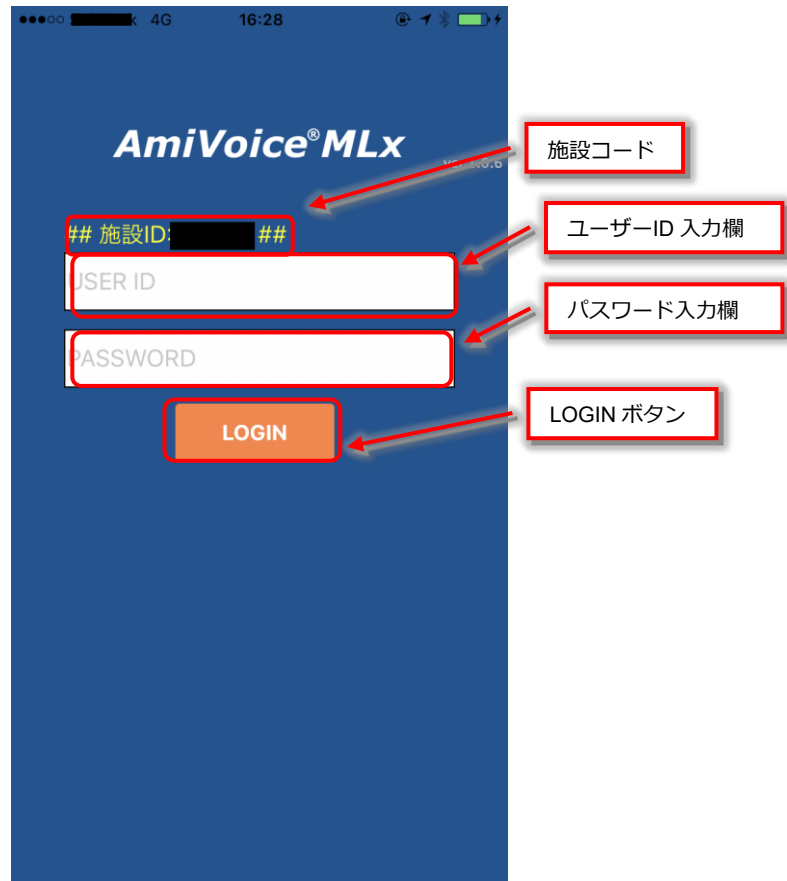 4G 16:28
AmiVoice®MLx
施設コード
## 施設ID: ##
ユーザーID 入力欄
USER ID
パスワード入力欄
PASSWORD
LOGIN ボタン
LOGIN